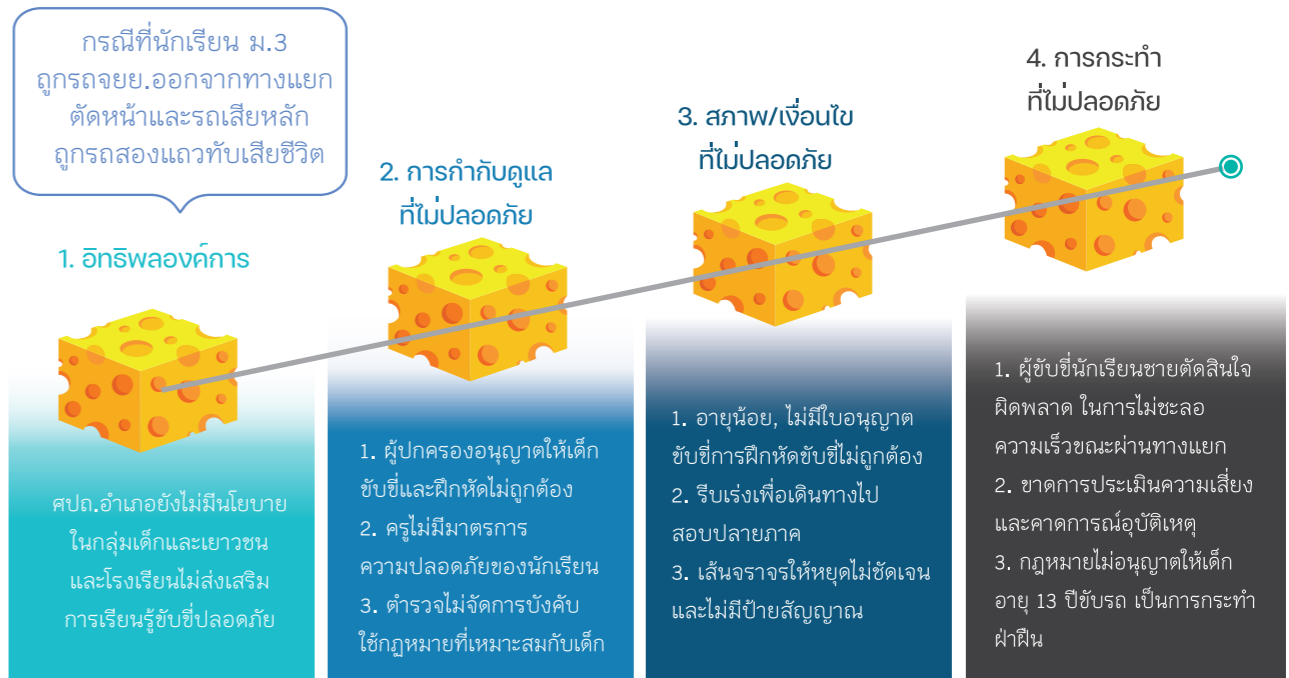 กรณีที่นักเรียน ม.3
ถูกรถจยย.ออกจากทางแยก
ตัดหน้าและรถเสียหลัก
ถูกรถสองแถวทับเสียชีวิต
1. อิทธิพลองค์การ
ศปถ.อำเภอยังไม่มีนโยบาย
ในกลุ่มเด็กและเยาวชน
และโรงเรียนไม่ส่งเสริม
การเรียนรู้ขับขี่ปลอดภัย
2. การกำกับดูแล
ที่ไม่ปลอดภัย
1. ผู้ปกครองอนุญาตให้เด็ก
ขับขี่และฝึกหัดไม่ถูกต้อง
2. ครูไม่มีมาตรการ
ความปลอดภัยของนักเรียน
3. ตำรวจไม่จัดการบังคับ
ใช้กฏหมายที่เหมาะสมกับเด็ก
3. สภาพ/เงื่อนไข
ที่ไม่ปลอดภัย
1. อายุน้อย, ไม่มีใบอนุญาต
ขับขี่การฝึกหัดขับขี่ไม่ถูกต้อง
2. รีบเร่งเพื่อเดินทางไป
สอบปลายภาค
3. เส้นจราจรให้หยุดไม่ชัดเจน
และไม่มีป้ายสัญญาณ
4. การกระทำ
ที่ไม่ปลอดภัย
1. ผู้ขับขี่นักเรียนชายตัดสินใจ
ผิดพลาด ในการไม่ชะลอ
ความเร็วขณะผ่านทางแยก
2. ขาดการประเมินความเสี่ยง
และคาดการณ์อุบัติเหตุ
3. กฎหมายไม่อนุญาตให้เด็ก
อายุ 13 ปีขับรถ เป็นการกระทำ
ฝ่าฝืน